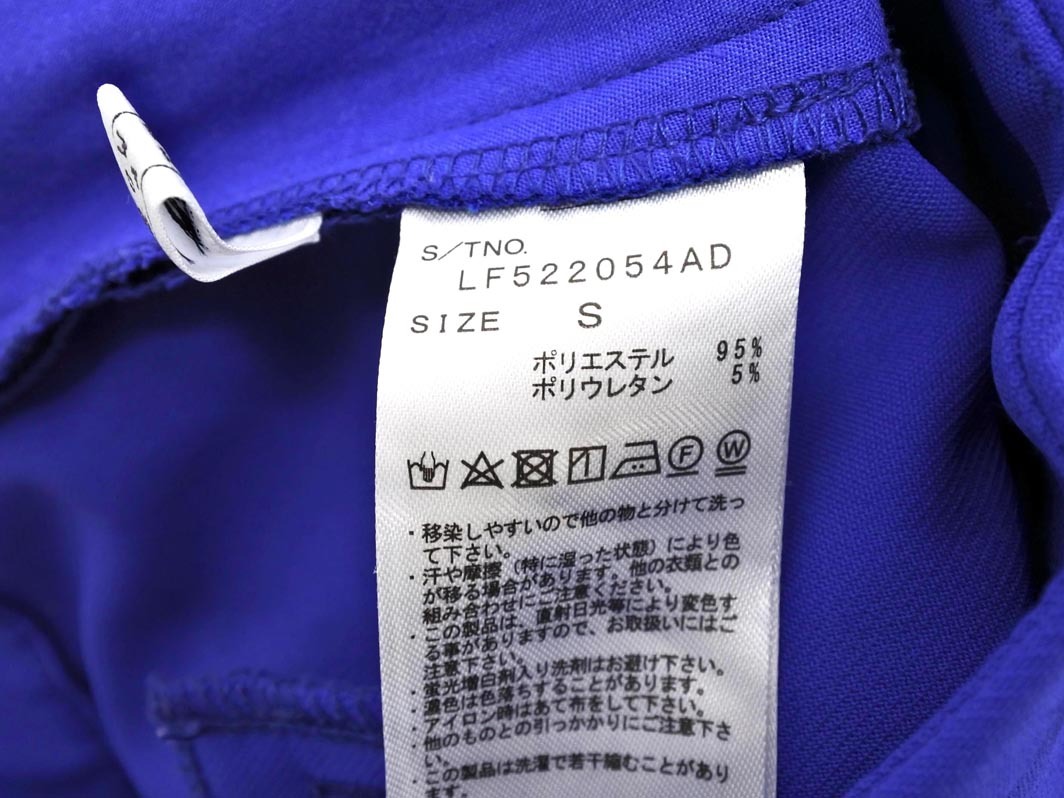 S/TNO.
LF522054AD
SIZE S
ポリエステル 95%
ポリウレタン 5%
F W
・移染しやすいので他の物と分けて洗っ
て下さい。
・汗や摩擦（特に湿った状態）により色
が移る場合があります。他の衣類との
組み合わせにご注意ください。
・この製品は、直射日光等により変色す
る事がありますので、お取扱いにはご
注意下さい。
・蛍光増白剤入り洗剤はお避け下さい。
・濃色は色落ちすることがあります。
・アイロン時はあて布をして下さい。
・他のものとの引っかかりにご注意下さ
い。
・この製品は洗濯で若干縮むことがあり
ます。